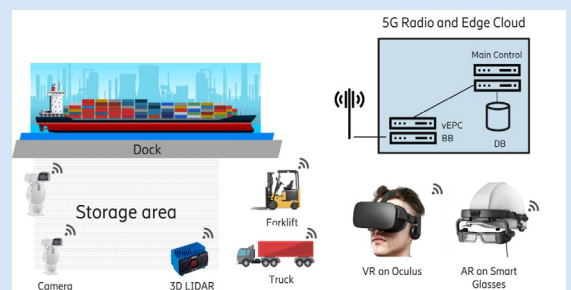 5G Radio and Edge Cloud
Main Control
vEPC
BB
DB
Dock
Storage area
Forklift
Camera
3D LIDAR
Truck
VR on Oculus
AR on Smart
Glasses